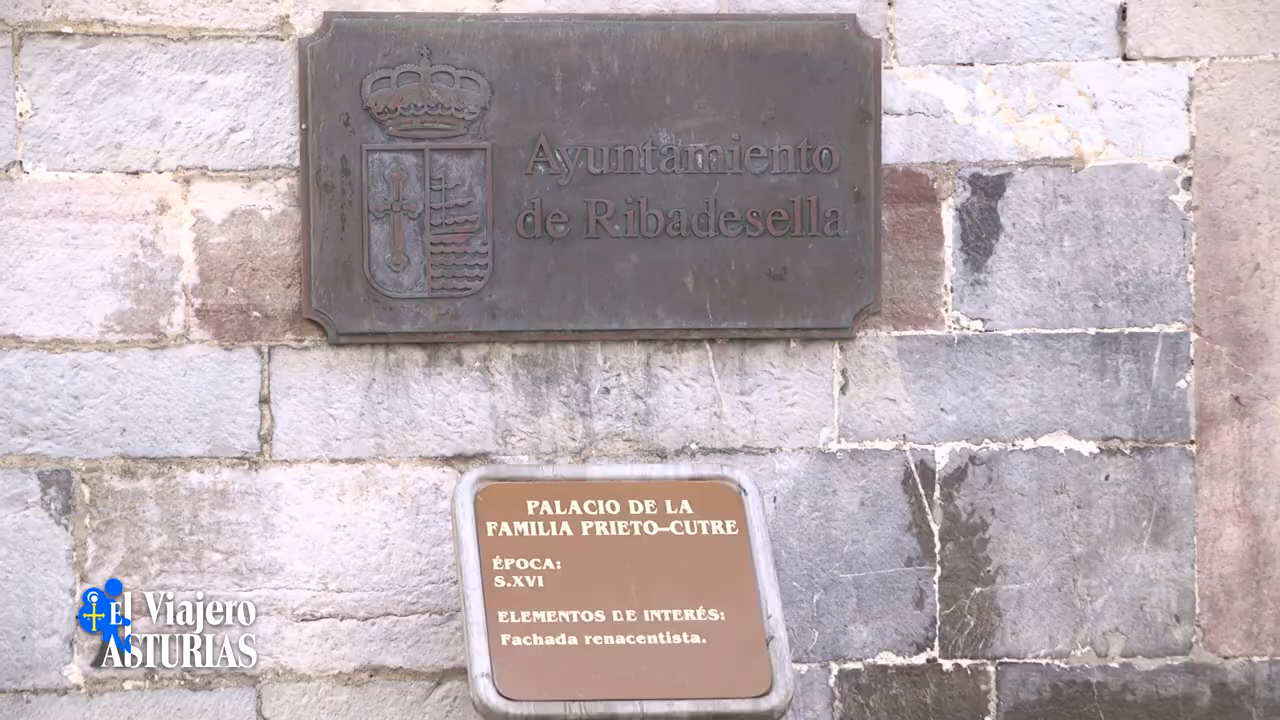 Ayuntamiento
de Ribadesella
PALACIO DE LA
FAMILIA PRIETO–CUTRE
ÉPOCA:
S.XVI
ELEMENTOS DE INTERÉS:
Fachada renacentista.
EL Viajero
ASTURIAS